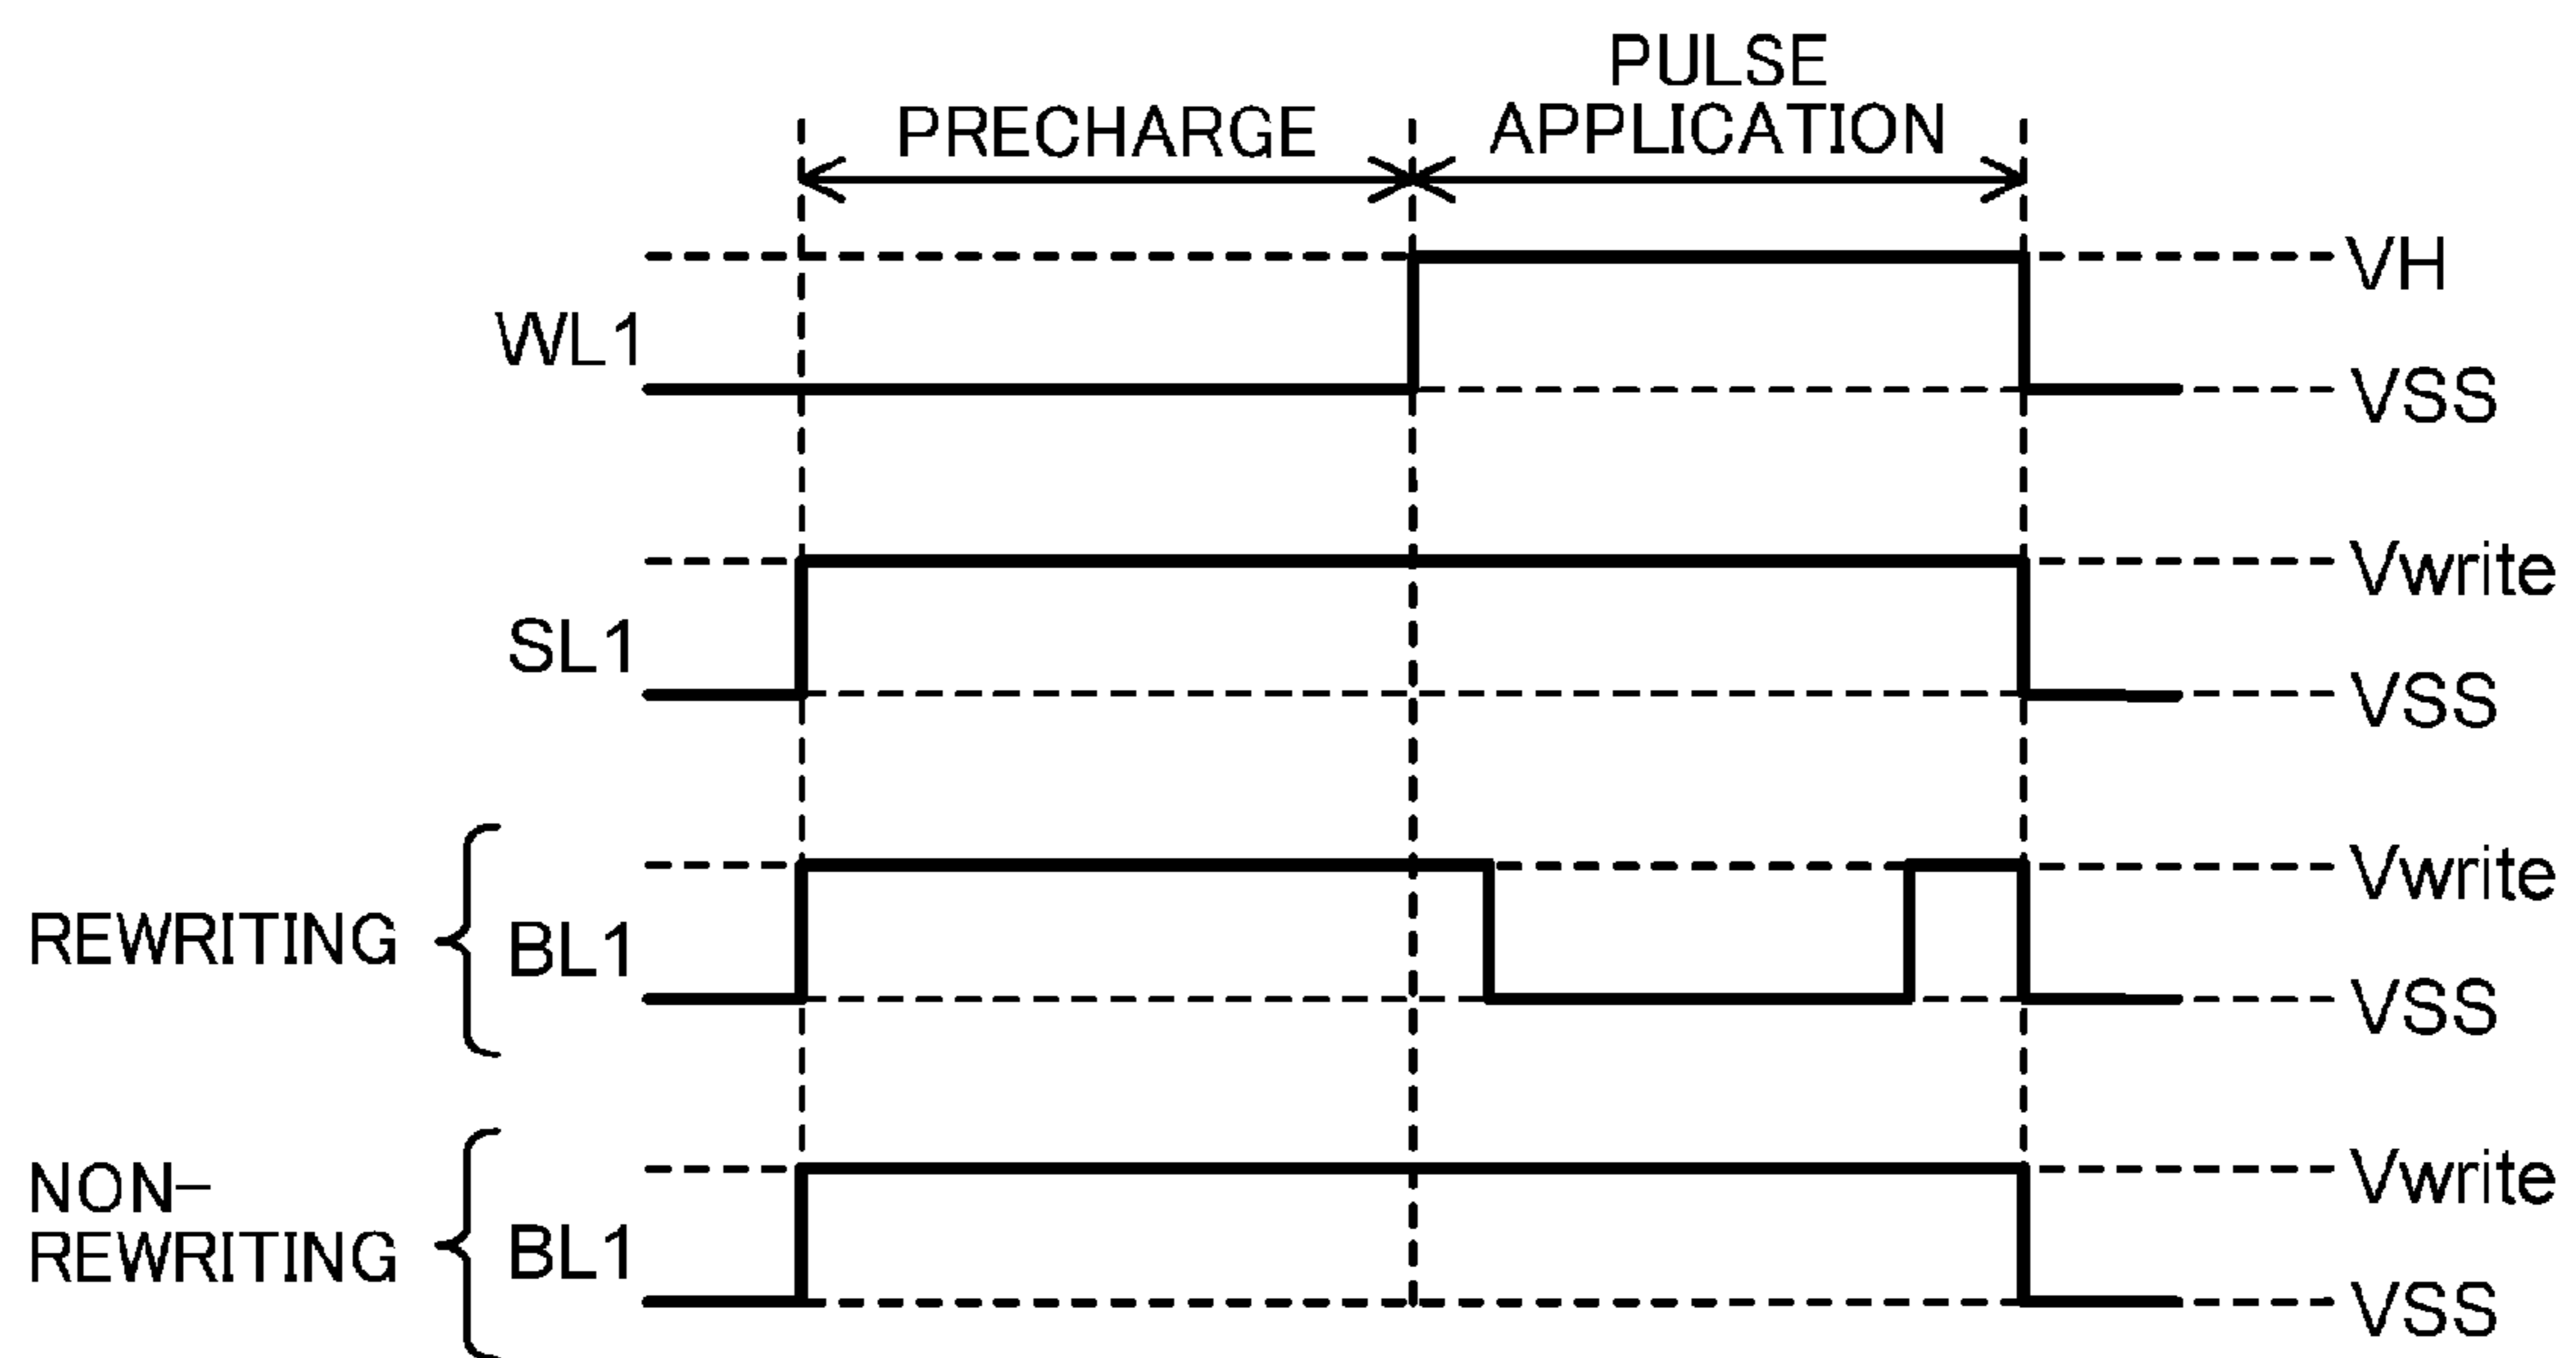 PULSE
PRECHARGE APPLICATION
VH
WL1
VSS
Vwrite
SL1
VSS
Vwrite
REWRITING BL1
VSS
NON-
Vwrite
REWRITING BL1
VSS